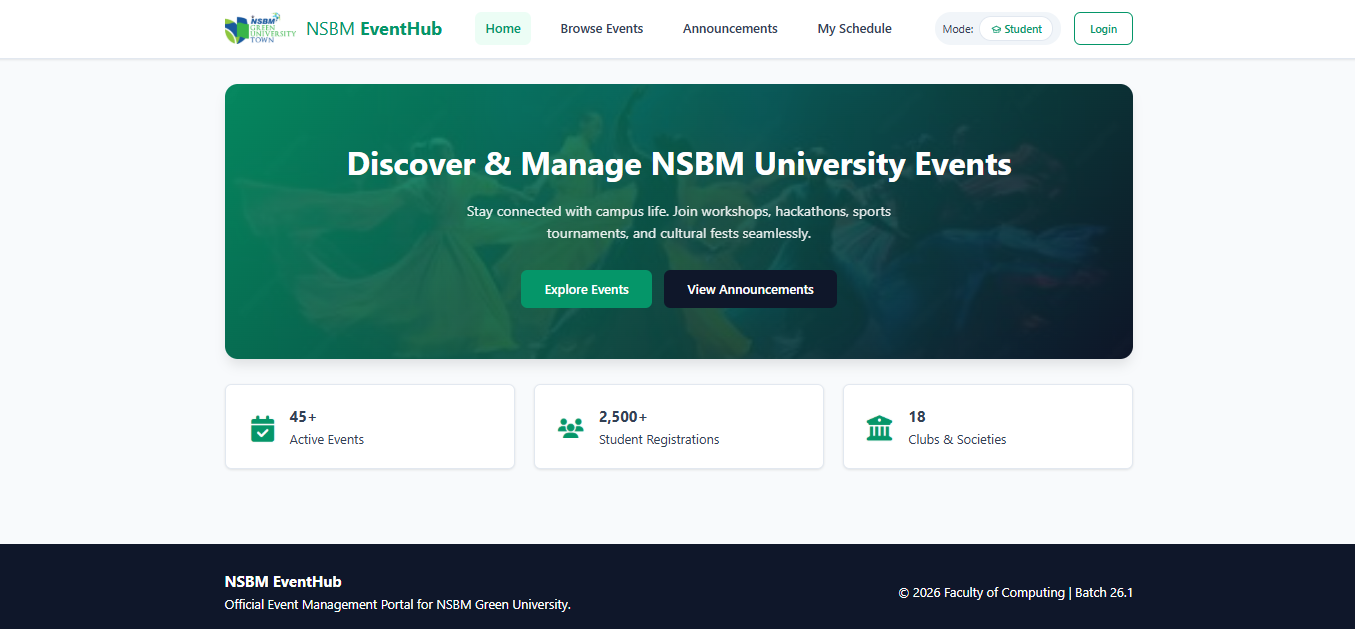 NSBM
GREEN
UNIVERSITY
TOWN
NSBM EventHub
Home
Browse Events
Announcements
My Schedule
Mode:
Student
Login
Discover & Manage NSBM University Events
Stay connected with campus life. Join workshops, hackathons, sports
tournaments, and cultural fests seamlessly.
Explore Events
View Announcements
45+
Active Events
2,500+
Student Registrations
18
Clubs & Societies
NSBM EventHub
Official Event Management Portal for NSBM Green University.
© 2026 Faculty of Computing | Batch 26.1